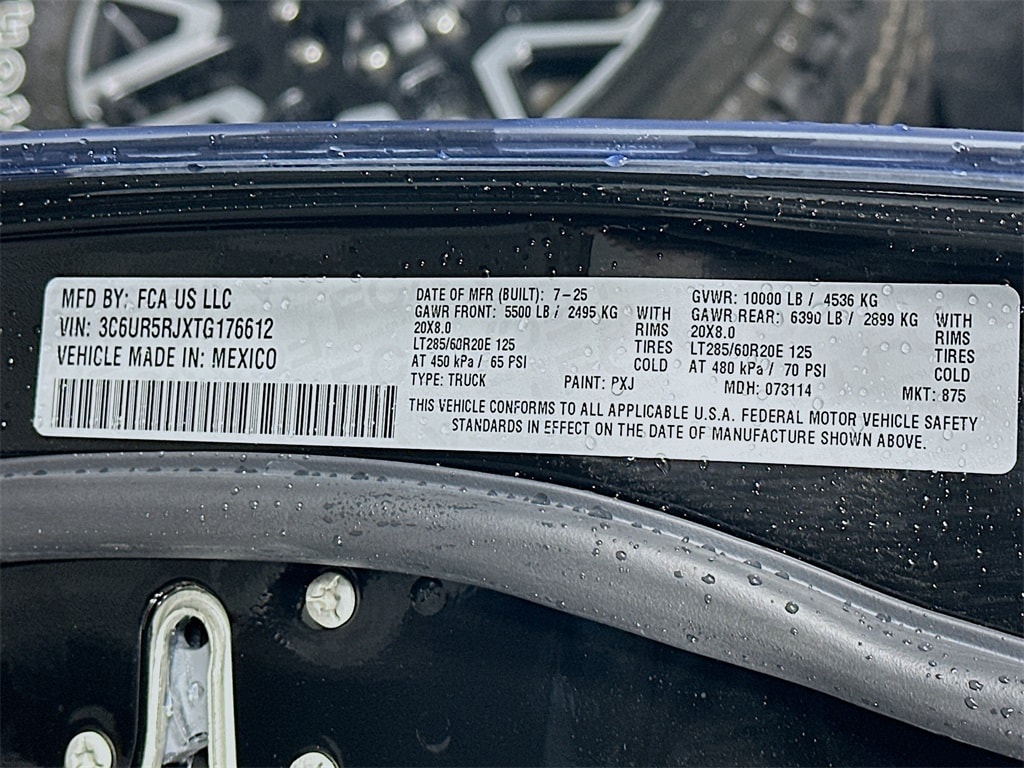 MFD BY: FCA US LLC
VIN: 3C6UR5RJXTG176612
VEHICLE MADE IN: MEXICO
DATE OF MFR (BUILT): 7-25
GAWR FRONT: 5500 LB / 2495 KG WITH
20X8.0 RIMS
LT285/60R20E 125 TIRES
AT 450 kPa / 65 PSI COLD
TYPE: TRUCK PAINT: PXJ
GVWR: 10000 LB / 4536 KG
GAWR REAR: 6390 LB / 2899 KG WITH
20X8.0 RIMS
LT285/60R20E 125 TIRES
AT 480 kPa / 70 PSI COLD
MDH: 073114 MKT: 875
THIS VEHICLE CONFORMS TO ALL APPLICABLE U.S.A. FEDERAL MOTOR VEHICLE SAFETY
STANDARDS IN EFFECT ON THE DATE OF MANUFACTURE SHOWN ABOVE.